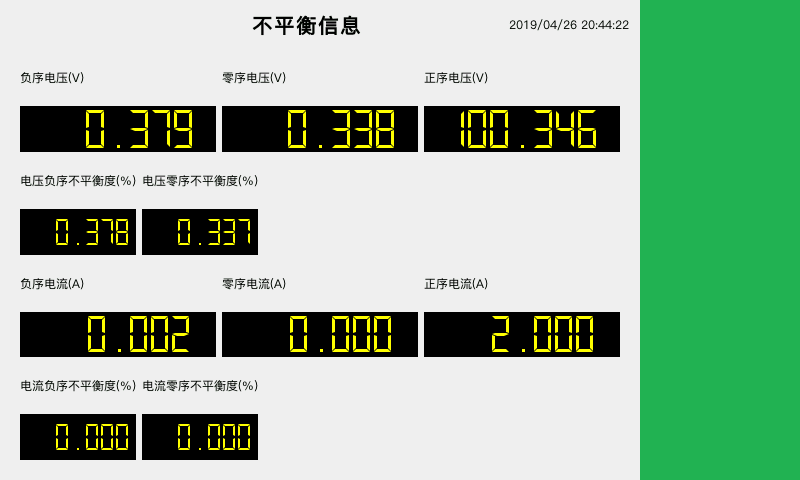 不平衡信息
2019/04/26 20:44:22
负序电压(V) 零序电压(V) 正序电压(V)
0.379 0.338 100.346
电压负序不平衡度(%) 电压零序不平衡度(%)
0.378 0.337
负序电流(A) 零序电流(A) 正序电流(A)
0.002 0.000 2.000
电流负序不平衡度(%) 电流零序不平衡度(%)
0.000 0.000